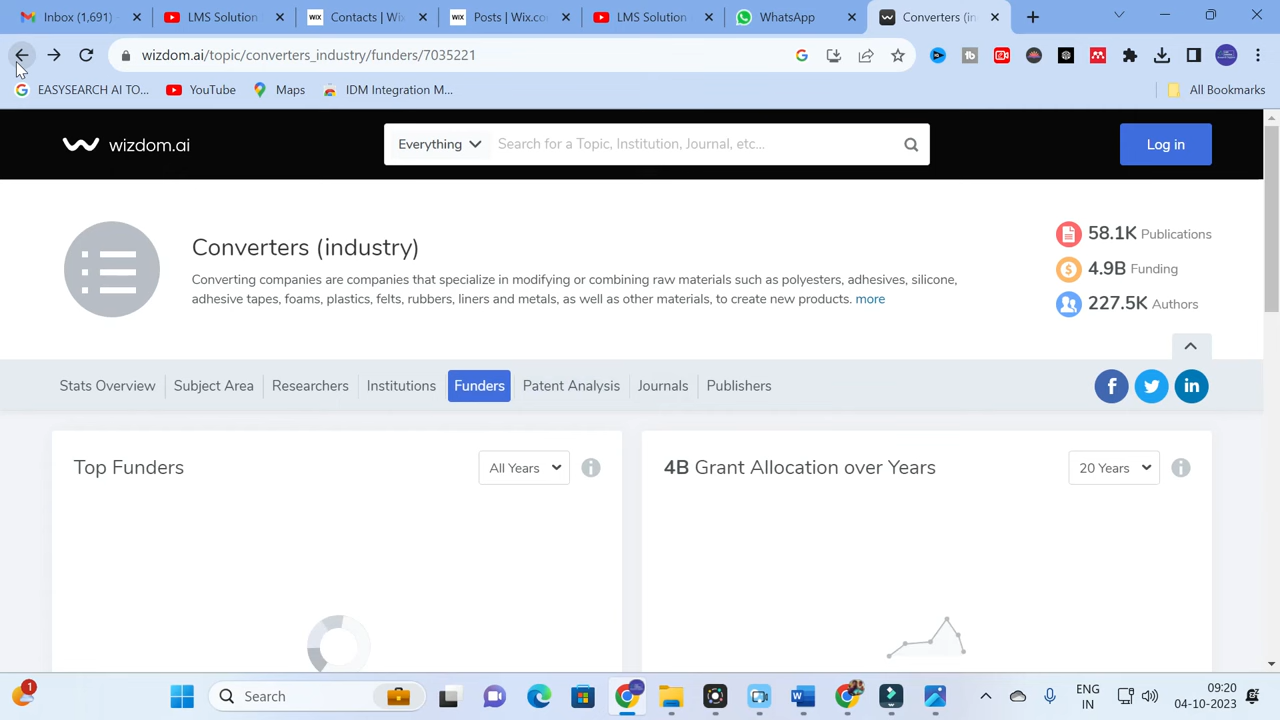 Inbox (1,691)
LMS Solution
Contacts | Wix
Posts | Wix.co
LMS Solution
WhatsApp
Converters (in
wizdom.ai/topic/converters_industry/funders/7035221
EASYSEARCH AI TO...
YouTube
Maps
IDM Integration M...
All Bookmarks
wizdom.ai
Everything
Search for a Topic, Institution, Journal, etc...
Log in
Converters (industry)
Converting companies are companies that specialize in modifying or combining raw materials such as polyesters, adhesives, silicone,
adhesive tapes, foams, plastics, felts, rubbers, liners and metals, as well as other materials, to create new products. more
58.1K Publications
4.9B Funding
227.5K Authors
Stats Overview
Subject Area
Researchers
Institutions
Funders
Patent Analysis
Journals
Publishers
Top Funders
All Years
4B Grant Allocation over Years
20 Years
1
Search
ENG
IN
09:20
04-10-2023